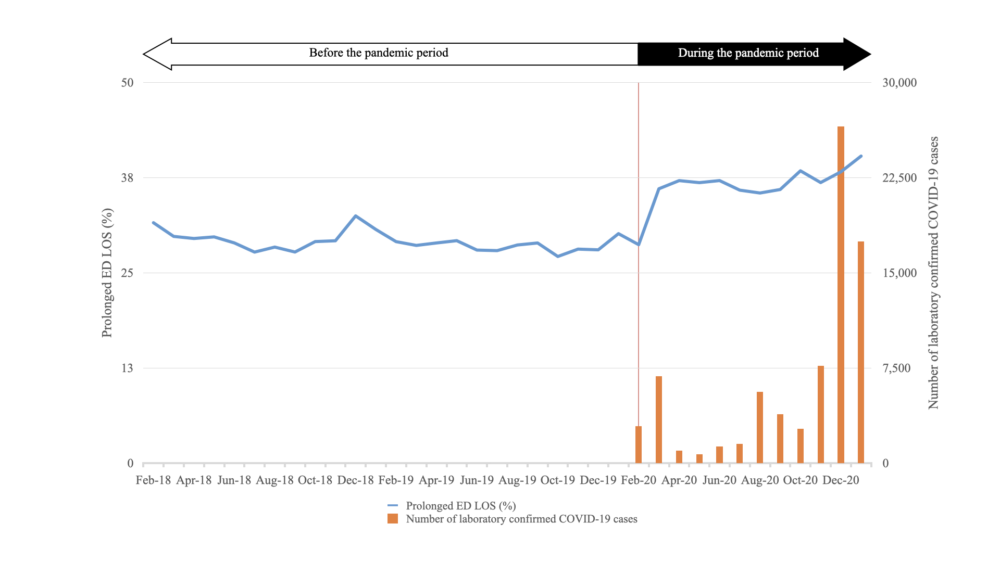 Before the pandemic period
During the pandemic period
50
38
25
13
0
Prolonged ED LOS (%)
30,000
22,500
15,000
7,500
0
Number of laboratory confirmed COVID-19 cases
Feb-18 Apr-18 Jun-18 Aug-18 Oct-18 Dec-18 Feb-19 Apr-19 Jun-19 Aug-19 Oct-19 Dec-19 Feb-20 Apr-20 Jun-20 Aug-20 Oct-20 Dec-20
Prolonged ED LOS (%)
Number of laboratory confirmed COVID-19 cases